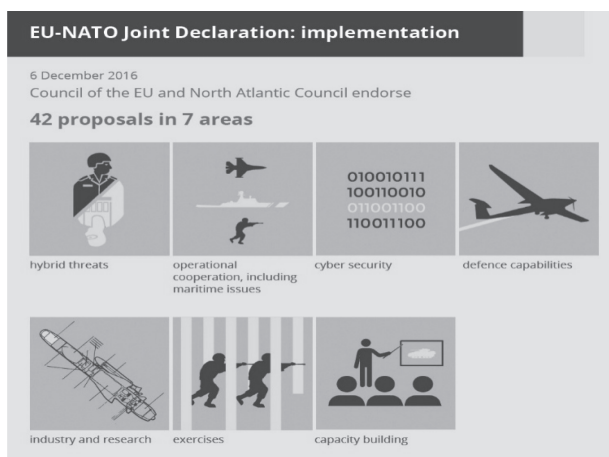 EU-NATO Joint Declaration: implementation
6 December 2016
Council of the EU and North Atlantic Council endorse
42 proposals in 7 areas
010010111
100110010
011001100
110011100
hybrid threats
operational
cooperation, including
maritime issues
cyber security
defence capabilities
industry and research
exercises
capacity building